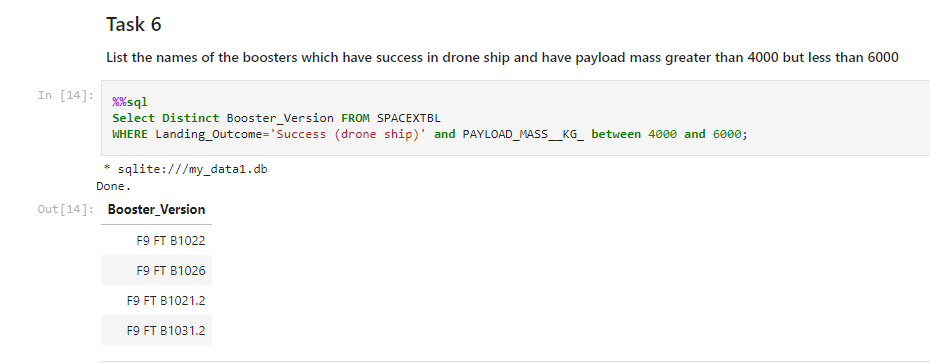 Task 6
List the names of the boosters which have success in drone ship and have payload mass greater than 4000 but less than 6000
In [14]:
%%sql
Select Distinct Booster_Version FROM SPACEXTBL
WHERE Landing_Outcome='Success (drone ship)' and PAYLOAD_MASS__KG_ between 4000 and 6000;
* sqlite:///my_data1.db
Done.
Out[14]:
Booster_Version
F9 FT B1022
F9 FT B1026
F9 FT B1021.2
F9 FT B1031.2